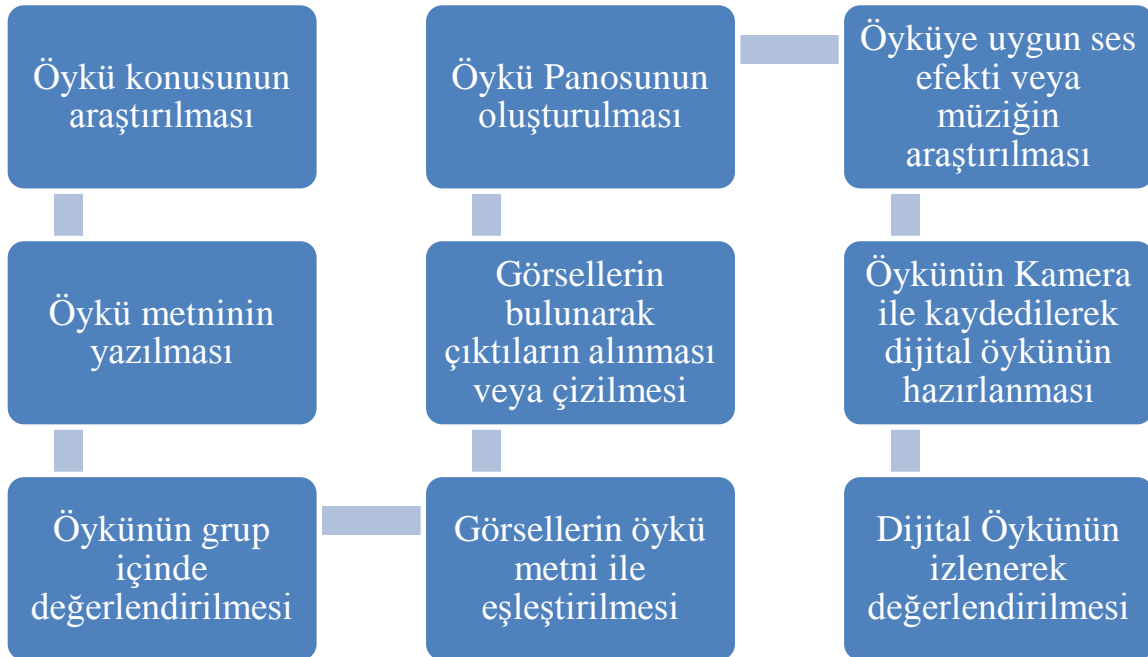 Öykü konusunun
araştırılması
Öykü metninin
yazılması
Öykünün grup
içinde
değerlendirilmesi
Görsellerin öykü
metni ile
eşleştirilmesi
Görsellerin
bulunarak
çıktıların alınması
veya çizilmesi
Öykü Panosunun
oluşturulması
Öyküye uygun ses
efekti veya
müziğin
araştırılması
Öykünün Kamera
ile kaydedilerek
dijital öykünün
hazırlanması
Dijital Öykünün
izlenerek
değerlendirilmesi